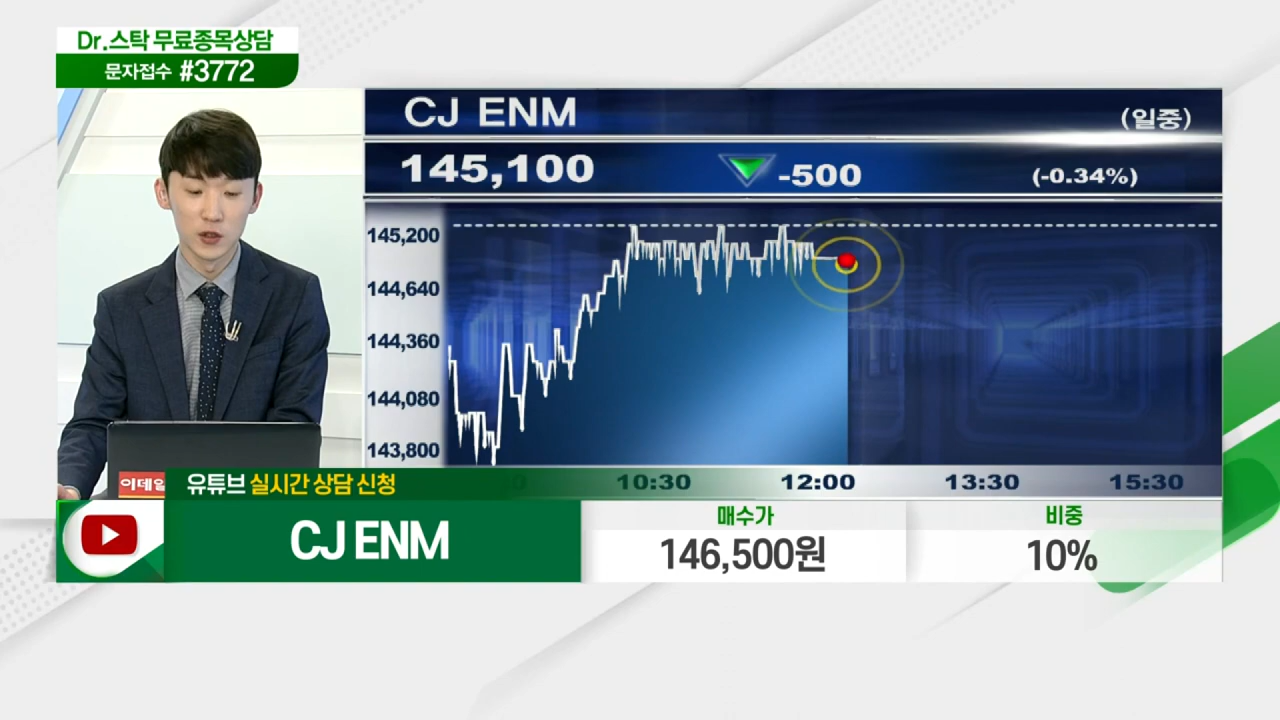 Dr.스탁 무료종목상담
문자접수 #3772
CJ ENM
(일중)
145,100
-500
(-0.34%)
145,200
144,640
144,360
144,080
143,800
10:30
12:00
13:30
15:30
이데일
유튜브 실시간 상담 신청
CJ ENM
매수가
146,500원
비중
10%